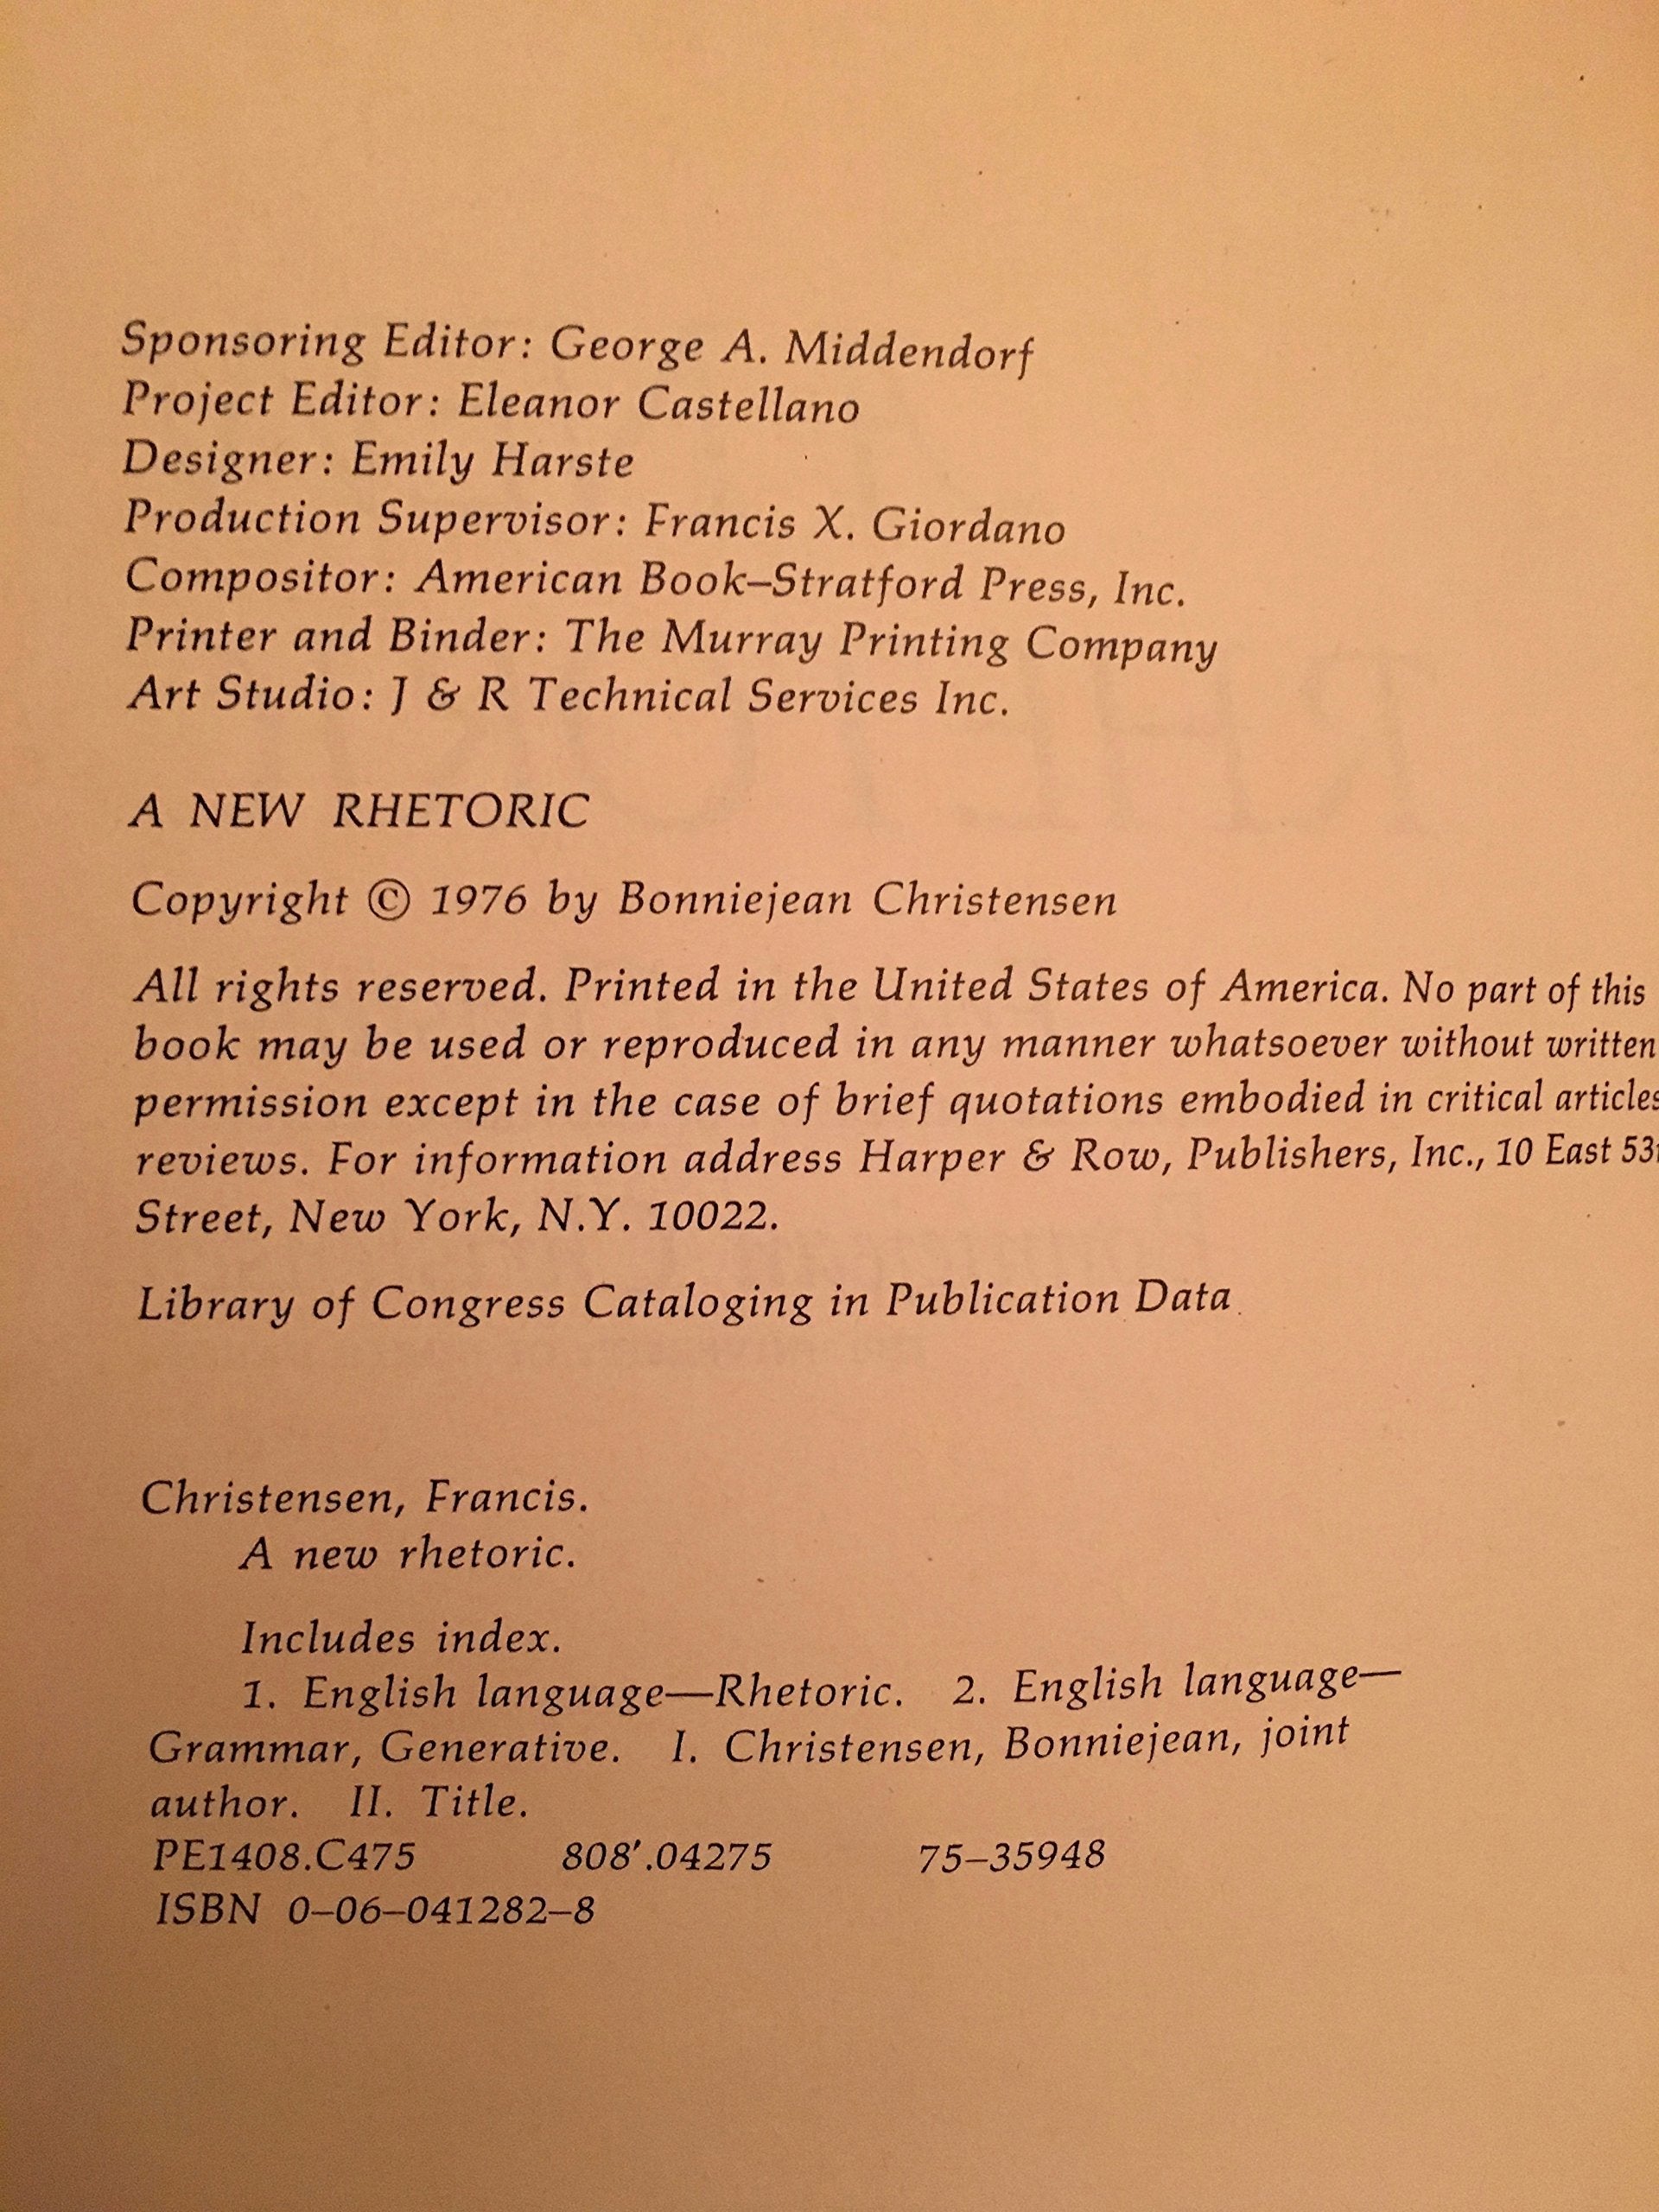 Sponsoring Editor: George A. Middendorf
Project Editor: Eleanor Castellano
Designer: Emily Harste
Production Supervisor: Francis X. Giordano
Compositor: American Book–Stratford Press, Inc.
Printer and Binder: The Murray Printing Company
Art Studio: J & R Technical Services Inc.
A NEW RHETORIC
Copyright © 1976 by Bonniejean Christensen
All rights reserved. Printed in the United States of America. No part of this
book may be used or reproduced in any manner whatsoever without written
permission except in the case of brief quotations embodied in critical articles
reviews. For information address Harper & Row, Publishers, Inc., 10 East
Street, New York, N.Y. 10022.
Library of Congress Cataloging in Publication Data
Christensen, Francis.
A new rhetoric.
Includes index.
1. English language—Rhetoric. 2. English language—
Grammar, Generative. I. Christensen, Bonniejean, joint
author. II. Title.
PE1408.C475 808'.04275 75–35948
ISBN 0–06–041282–8